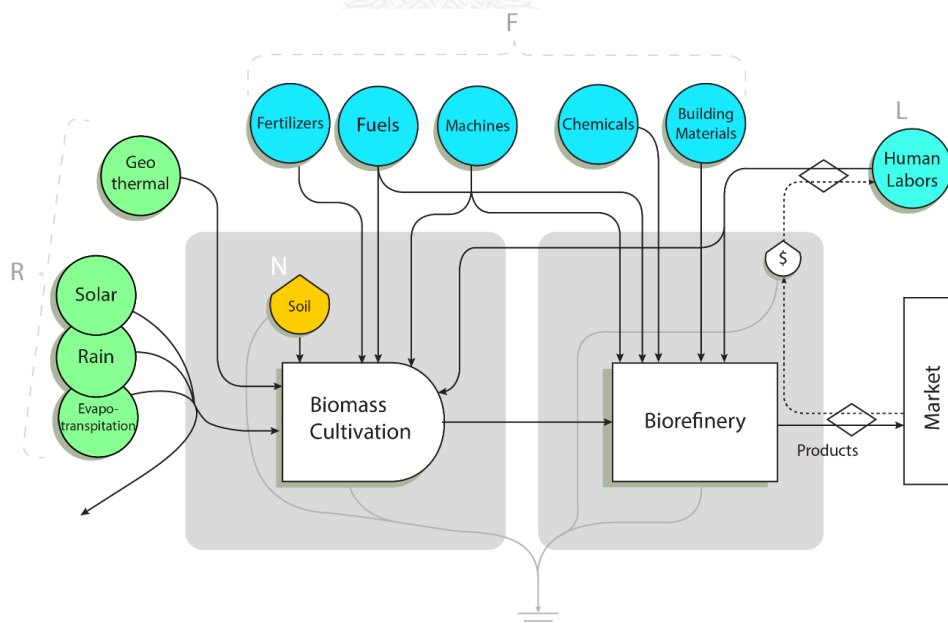 F
R
L
Fertilizers
Fuels
Machines
Chemicals
Building
Materials
Human
Labors
Geo
thermal
N
Soil
$
Solar
Rain
Evapo-
transpitation
Biomass
Cultivation
Biorefinery
Products
Market